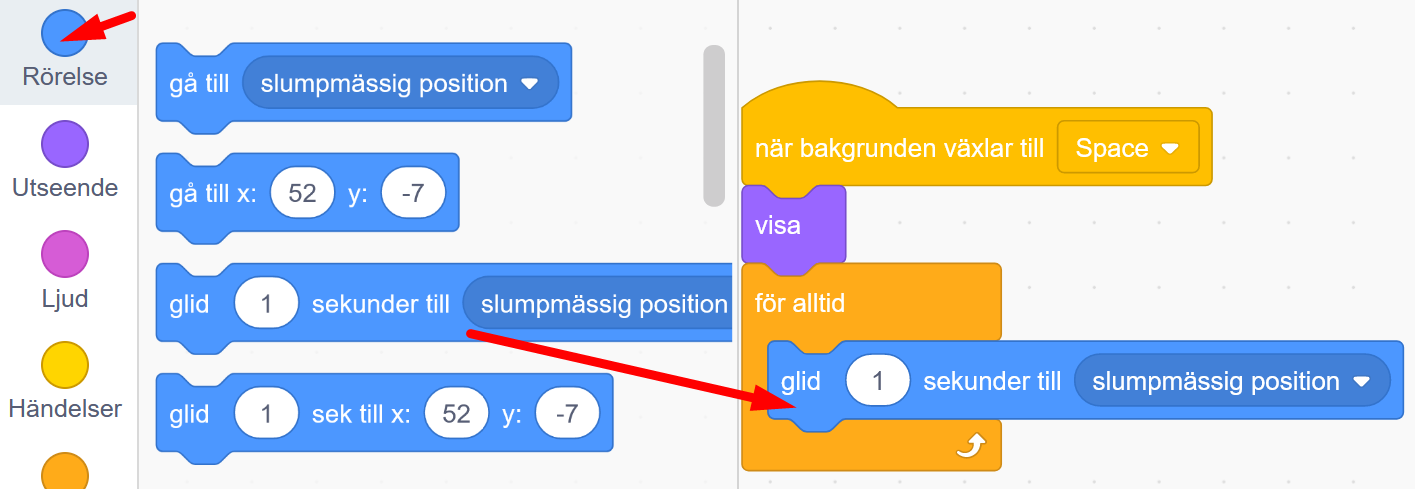 Rörelse
Utseende
Ljud
Händelser
gå till slumpmässig position
gå till x: 52 y: -7
glid 1 sekunder till slumpmässig position
glid 1 sek till x: 52 y: -7
när bakgrunden växlar till Space
visa
för alltid
glid 1 sekunder till slumpmässig position